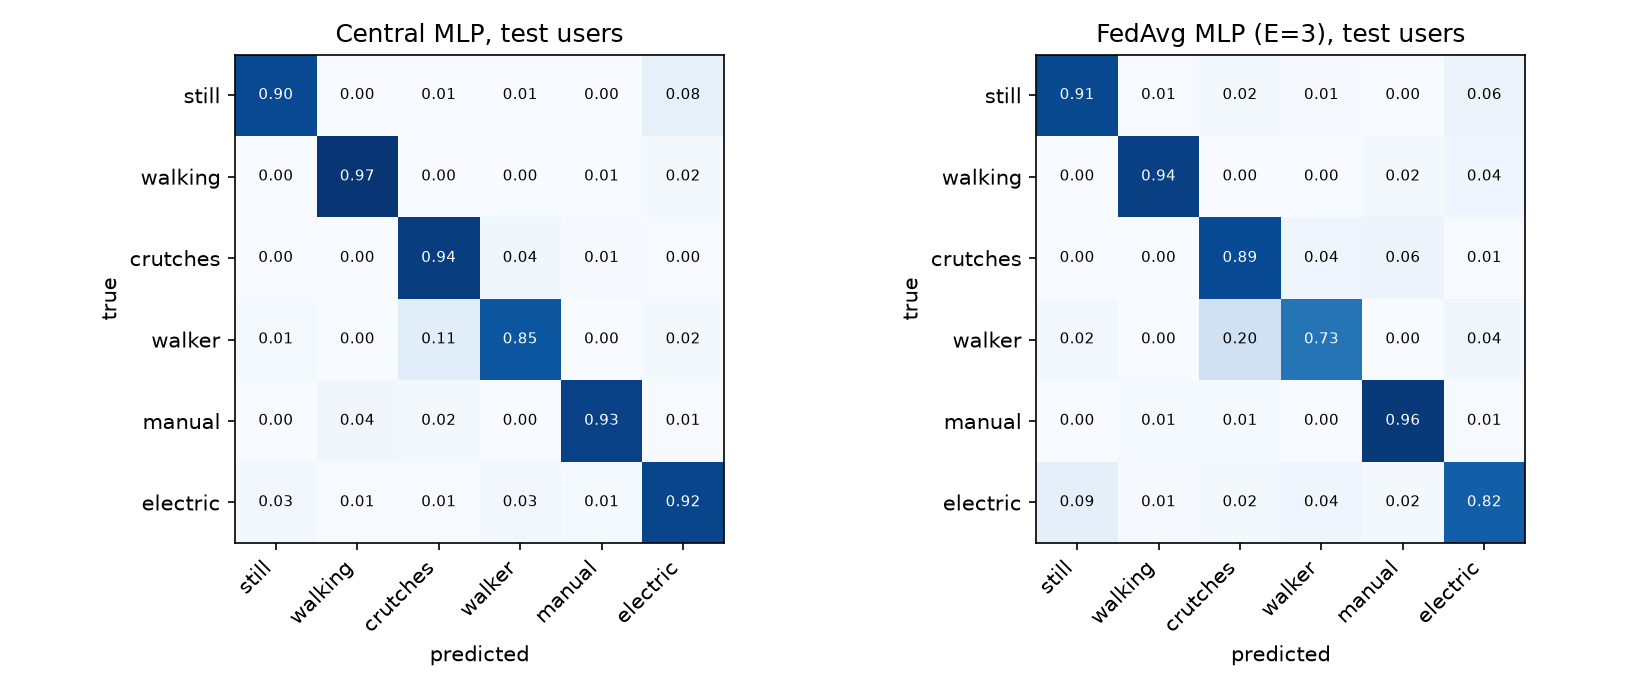 Central MLP, test users
true
still 0.90 0.00 0.01 0.01 0.00 0.08
walking 0.00 0.97 0.00 0.00 0.01 0.02
crutches 0.00 0.00 0.94 0.04 0.01 0.00
walker 0.01 0.00 0.11 0.85 0.00 0.02
manual 0.00 0.04 0.02 0.00 0.93 0.01
electric 0.03 0.01 0.01 0.03 0.01 0.92
still walking crutches walker manual electric
predicted
FedAvg MLP (E=3), test users
true
still 0.91 0.01 0.02 0.01 0.00 0.06
walking 0.00 0.94 0.00 0.00 0.02 0.04
crutches 0.00 0.00 0.89 0.04 0.06 0.01
walker 0.02 0.00 0.20 0.73 0.00 0.04
manual 0.00 0.01 0.01 0.00 0.96 0.01
electric 0.09 0.01 0.02 0.04 0.02 0.82
still walking crutches walker manual electric
predicted